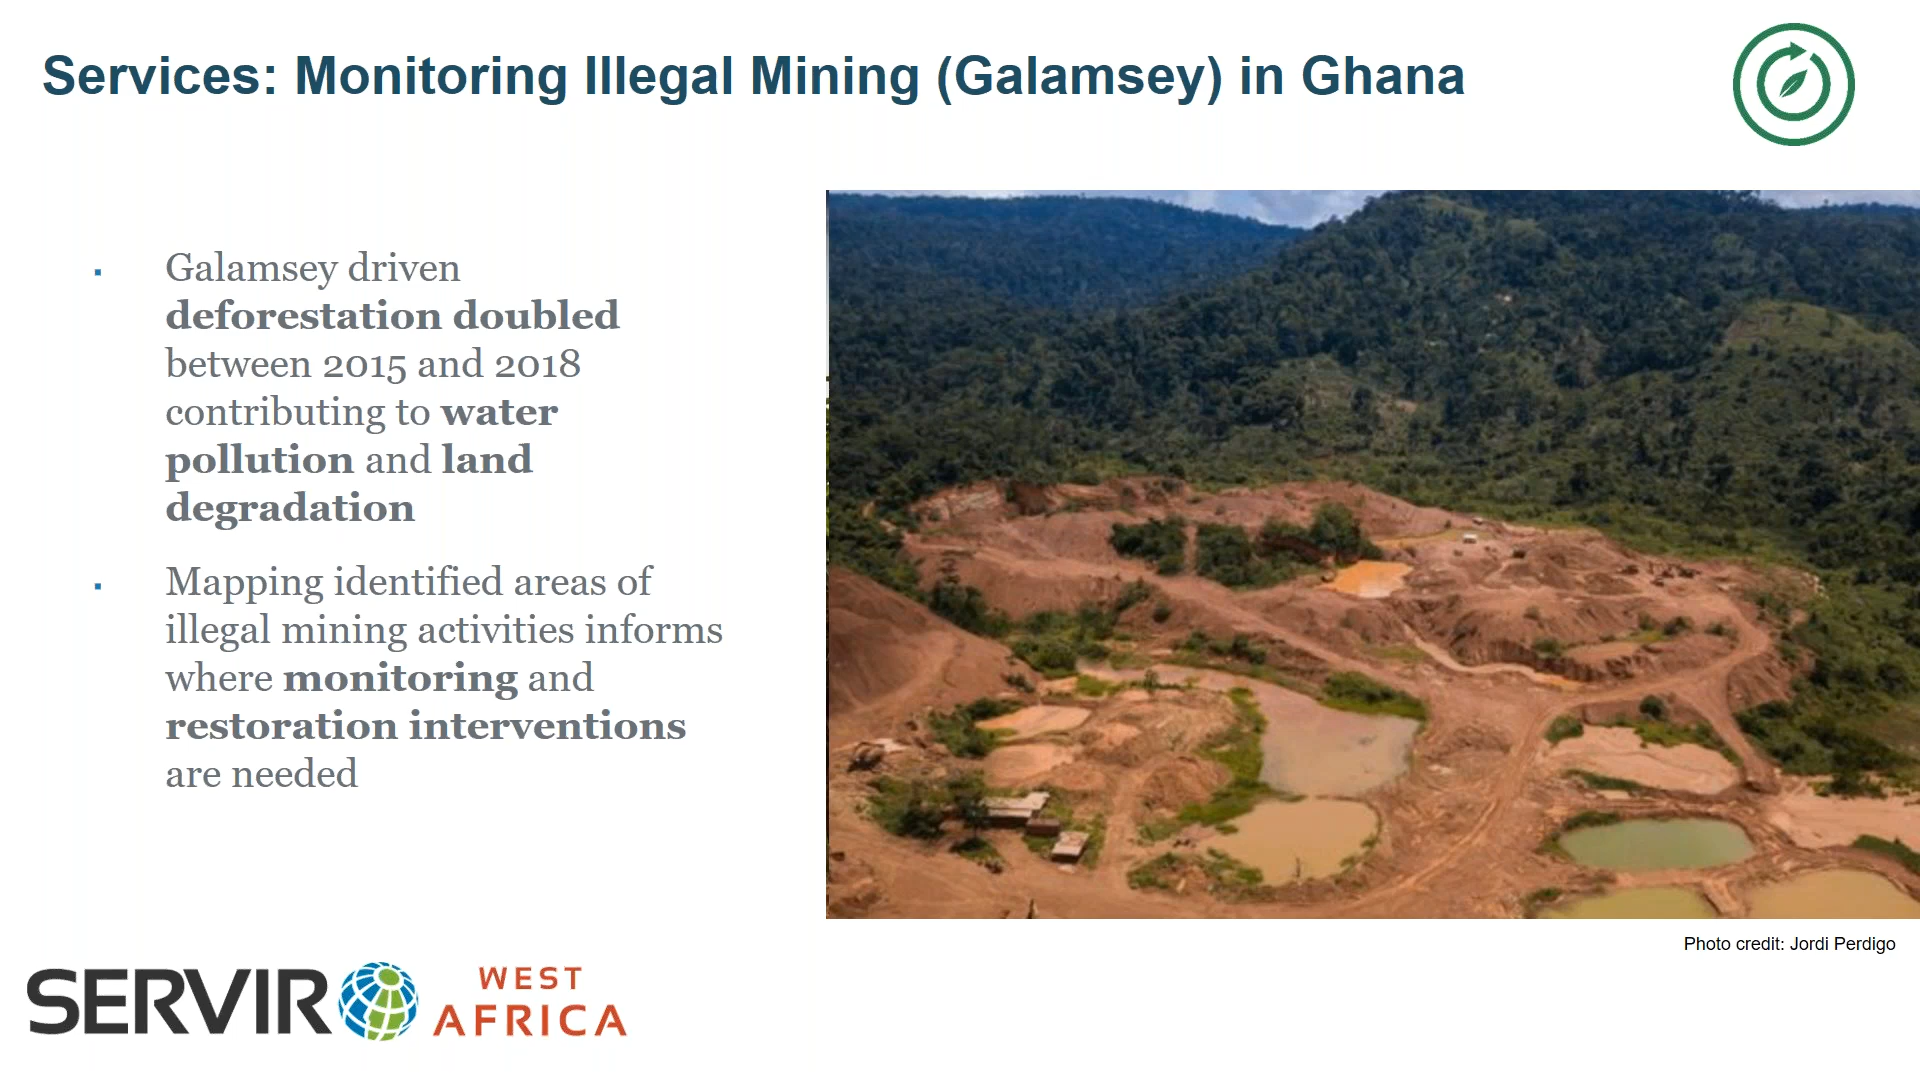 Services: Monitoring Illegal Mining (Galamsey) in Ghana
▪ Galamsey driven
deforestation doubled
between 2015 and 2018
contributing to water
pollution and land
degradation
▪ Mapping identified areas of
illegal mining activities informs
where monitoring and
restoration interventions
are needed
Photo credit: Jordi Perdigo
SERVIR
WEST
AFRICA